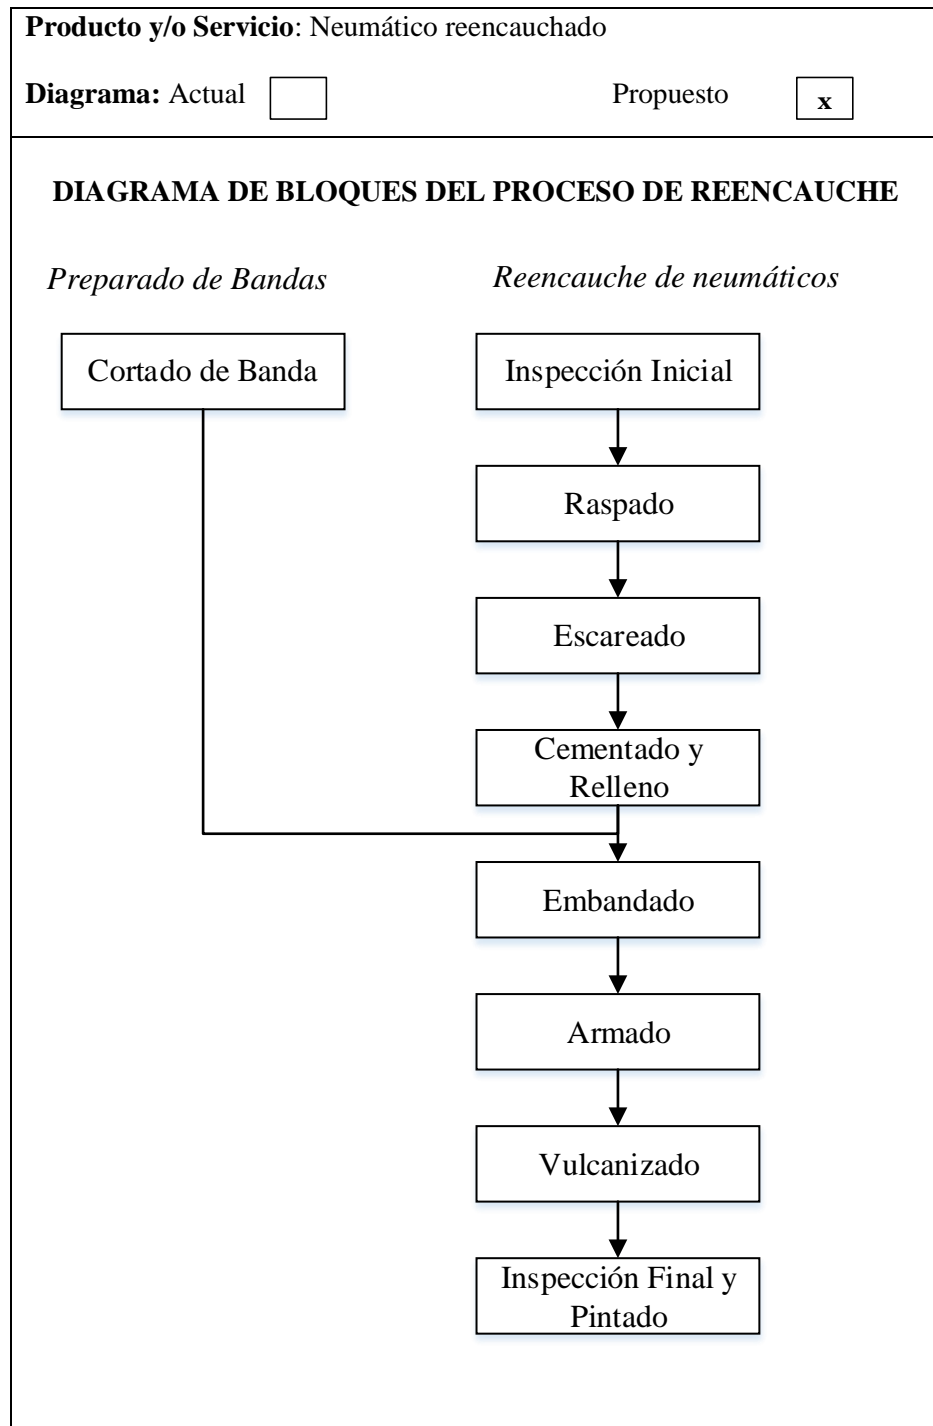 Producto y/o Servicio: Neumático reencauchado
Diagrama: Actual
Propuesto x
DIAGRAMA DE BLOQUES DEL PROCESO DE REENCAUCHE
Preparado de Bandas
Reencauche de neumáticos
Cortado de Banda
Inspección Inicial
Raspado
Escareado
Cementado y
Relleno
Embandado
Armado
Vulcanizado
Inspección Final y
Pintado